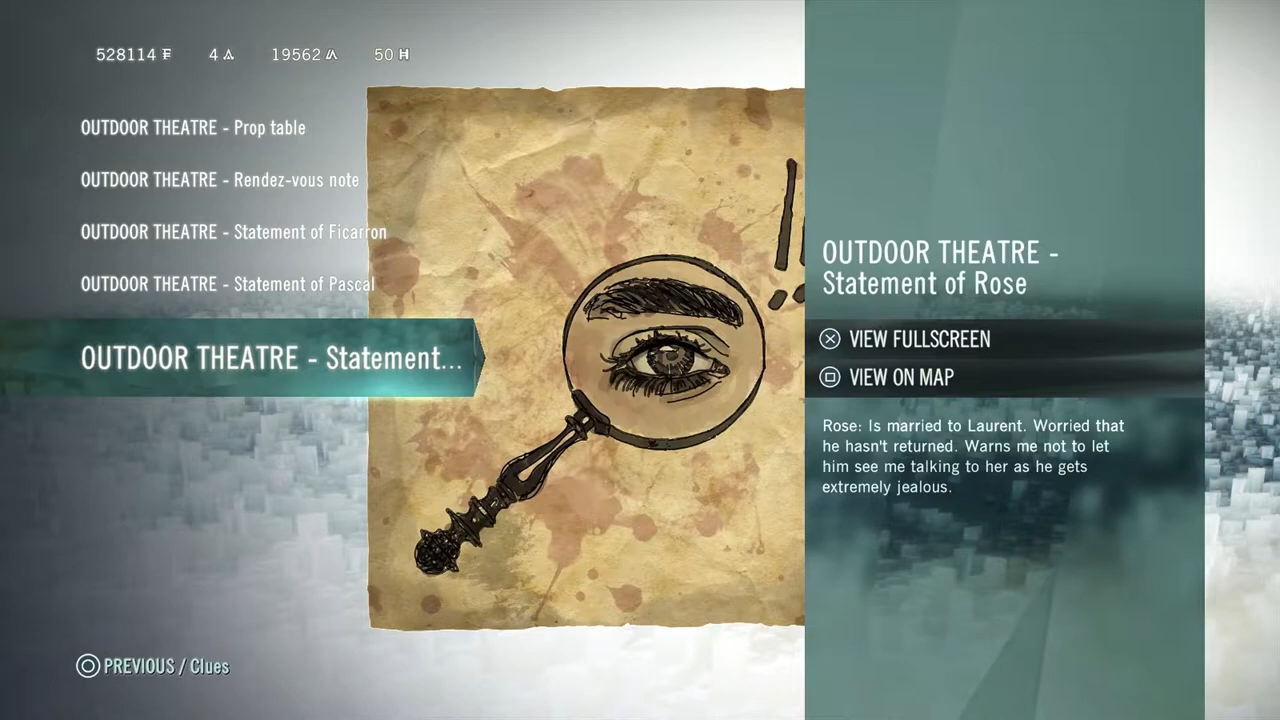 528114 ₣ 4 19562 50 H
OUTDOOR THEATRE - Prop table
OUTDOOR THEATRE - Rendez-vous note
OUTDOOR THEATRE - Statement of Ficarron
OUTDOOR THEATRE - Statement of Pascal
OUTDOOR THEATRE - Statement...
OUTDOOR THEATRE -
Statement of Rose
VIEW FULLSCREEN
VIEW ON MAP
Rose: Is married to Laurent. Worried that
he hasn't returned. Warns me not to let
him see me talking to her as he gets
extremely jealous.
PREVIOUS / Clues